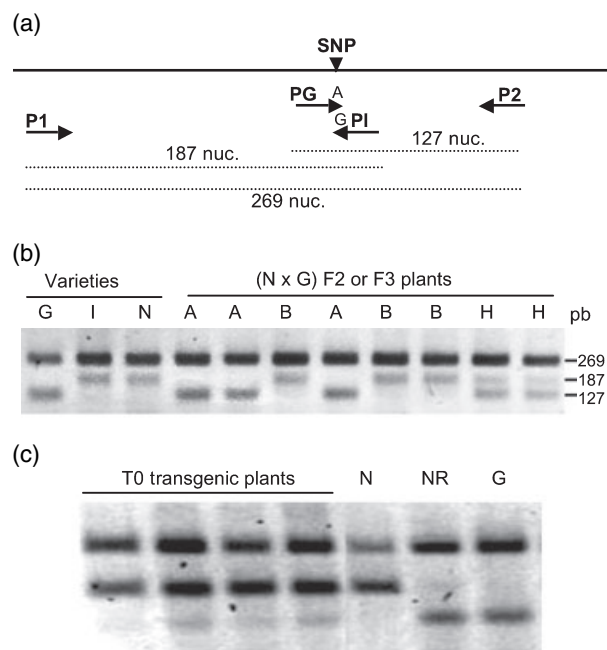 (a)
SNP
PG A P2
P1 G PI
187 nuc. 127 nuc.
269 nuc.
(b)
Varieties (N x G) F2 or F3 plants
G I N A A B A B B H H pb
269
187
127
(c)
T0 transgenic plants N NR G